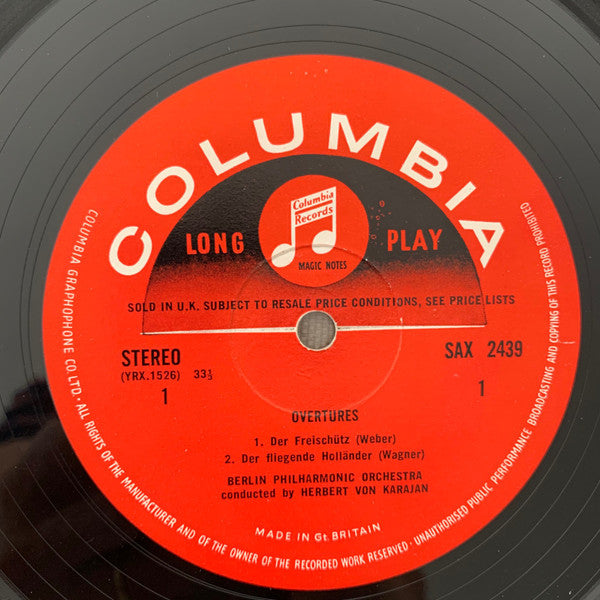 COLUMBIA
Columbia
Records
LONG PLAY
MAGIC NOTES
SOLD IN U.K. SUBJECT TO RESALE PRICE CONDITIONS, SEE PRICE LISTS
STEREO SAX 2439
(YRX.1526) 33⅓
1 1
OVERTURES
1. Der Freischütz (Weber)
2. Der fliegende Holländer (Wagner)
BERLIN PHILHARMONIC ORCHESTRA
conducted by HERBERT VON KARAJAN
MADE IN Gt. BRITAIN
COLUMBIA GRAPHOPHONE CO. LTD. · ALL RIGHTS OF THE MANUFACTURER AND OF THE OWNER OF THE RECORDED WORK RESERVED · UNAUTHORISED PUBLIC PERFORMANCE BROADCASTING AND COPYING OF THIS RECORD PROHIBITED